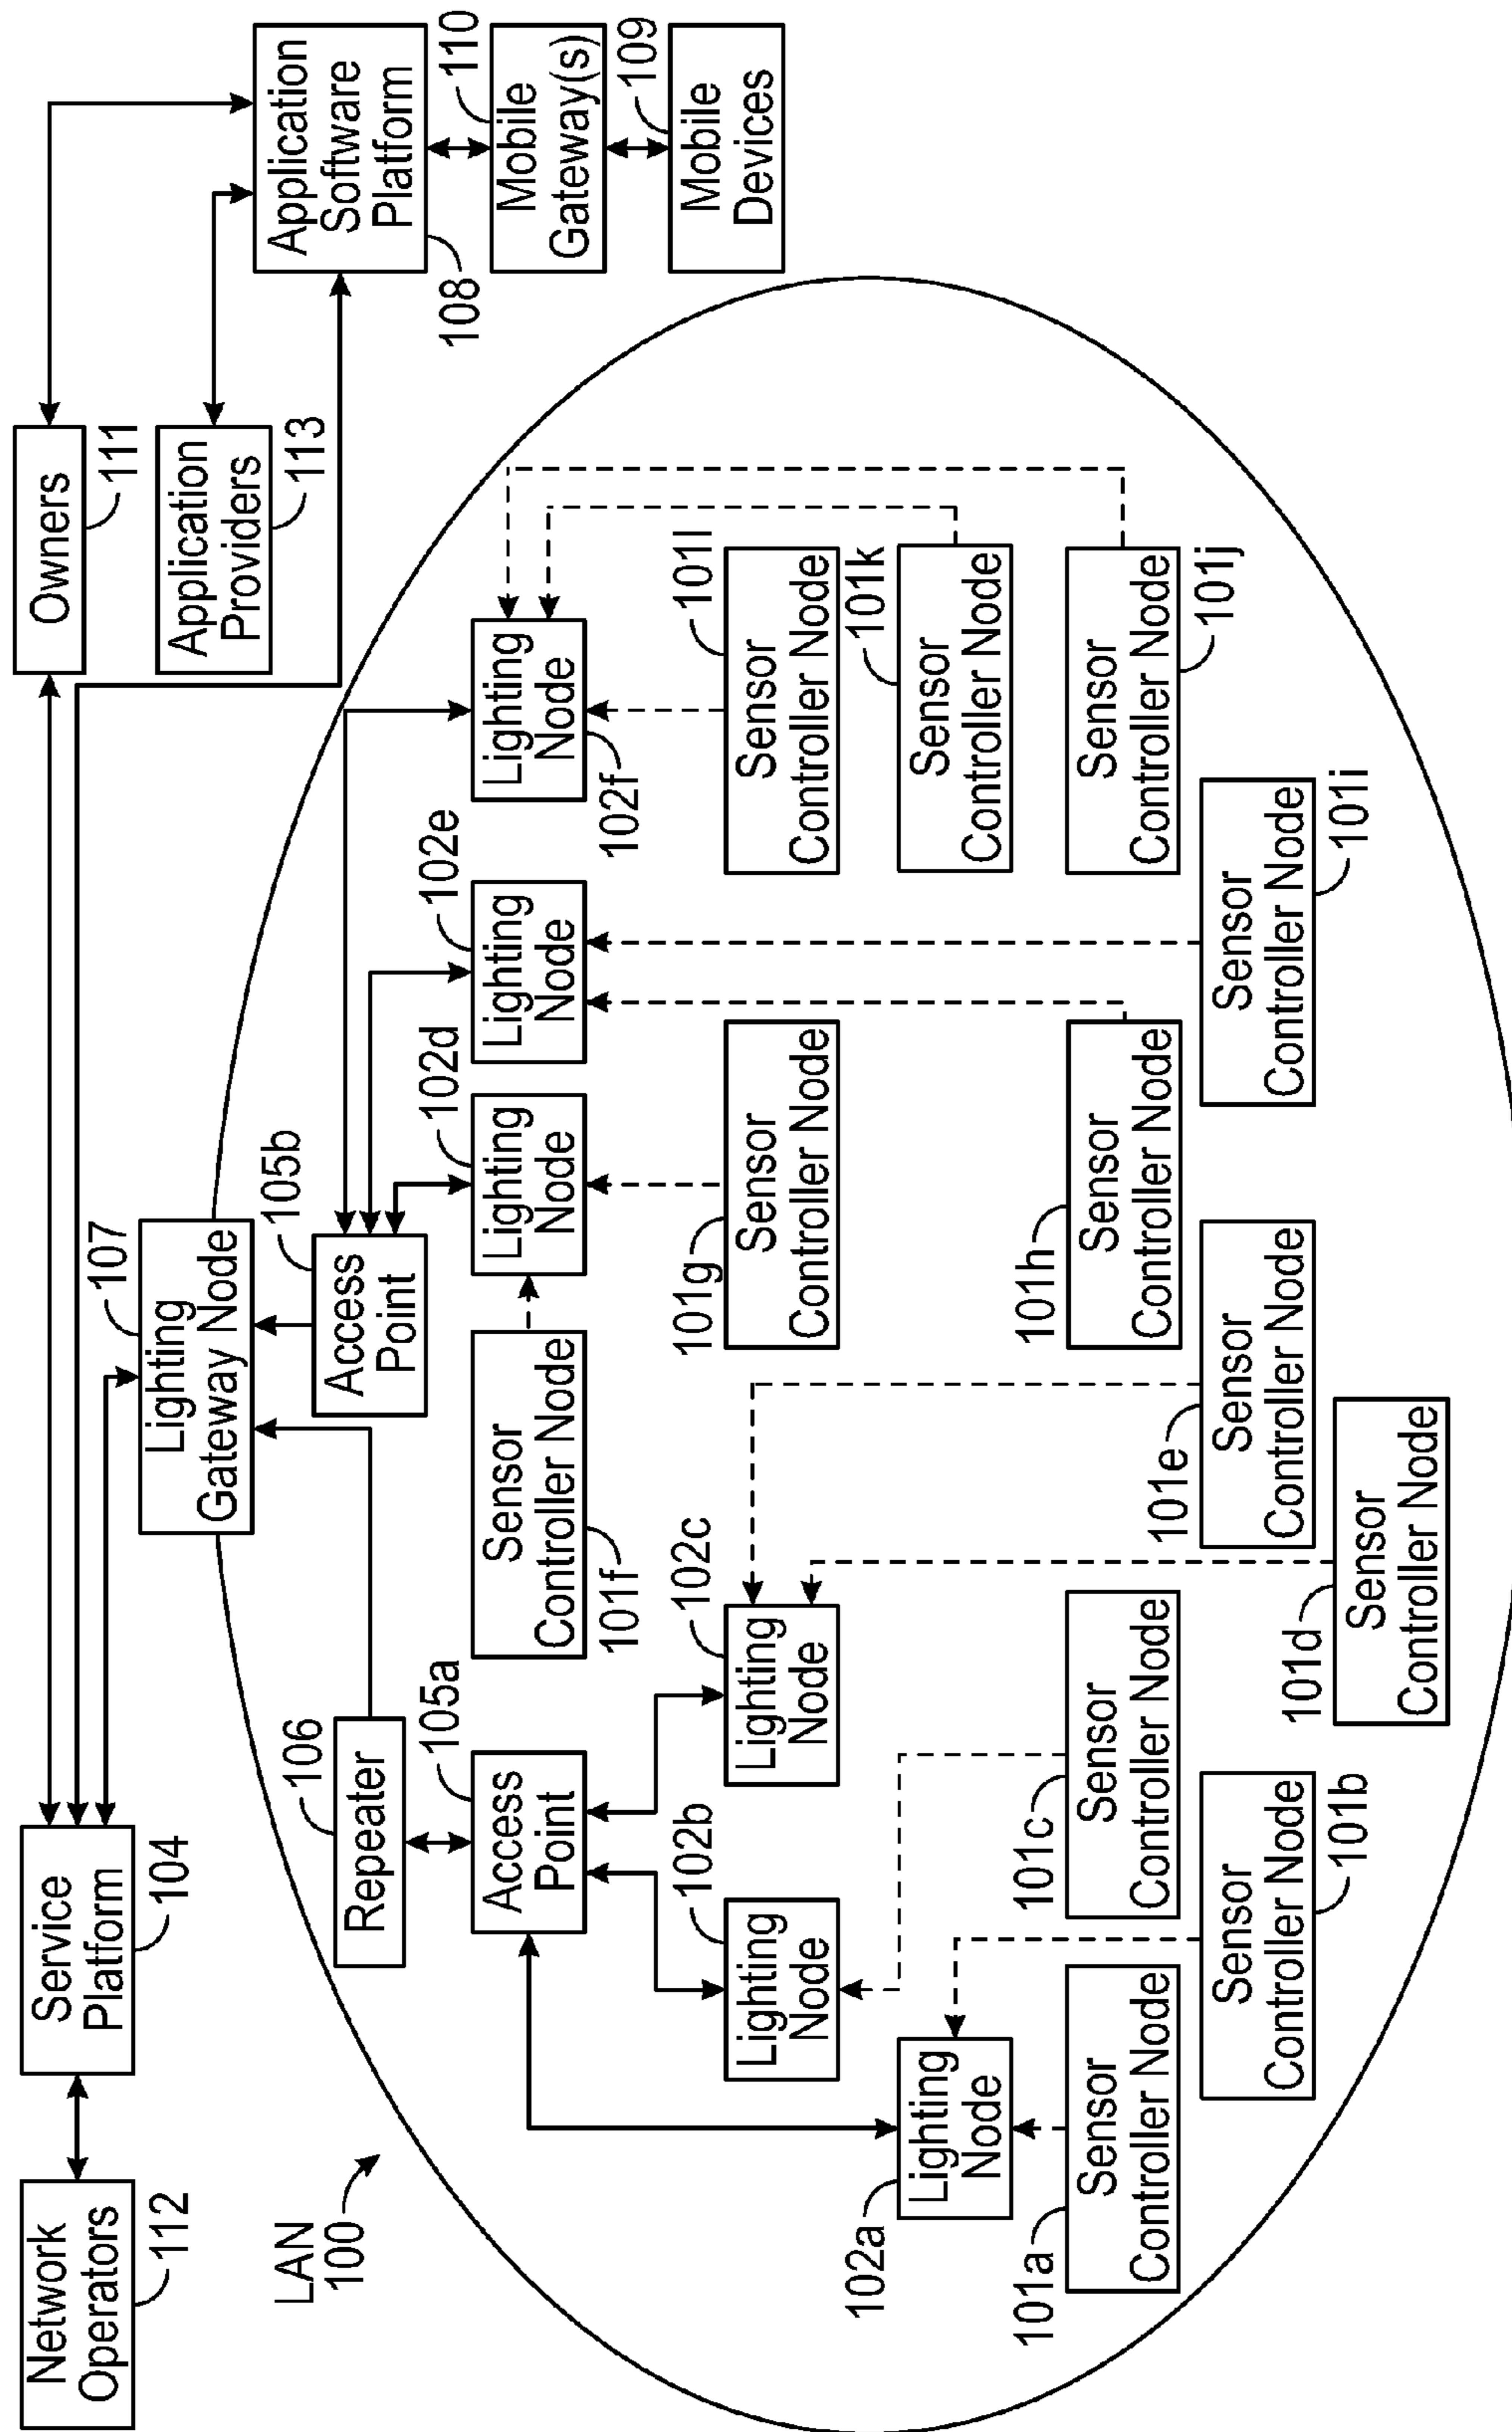 Network
Operators
112
Service
Platform
104
Owners
111
Application
Providers
113
Application
Software
Platform
108
110
Mobile
Gateway(s)
109
Mobile
Devices
LAN
100
107
Lighting
Gateway Node
106
Repeater
105b
Access
Point
105a
Access
Point
Sensor
Controller Node
101f
102d
Lighting
Node
102e
Lighting
Node
Lighting
Node
102f
102b
Lighting
Node
102c
Lighting
Node
101g
Sensor
Controller Node
Sensor
Controller Node
101l
102a
Lighting
Node
101k
Sensor
Controller Node
101a
Sensor
Controller Node
101c
Sensor
Controller Node
101h
Sensor
Controller Node
Sensor
Controller Node
101j
Sensor
Controller Node
101b
101e
Sensor
Controller Node
Sensor
Controller Node
101i
101d
Sensor
Controller Node